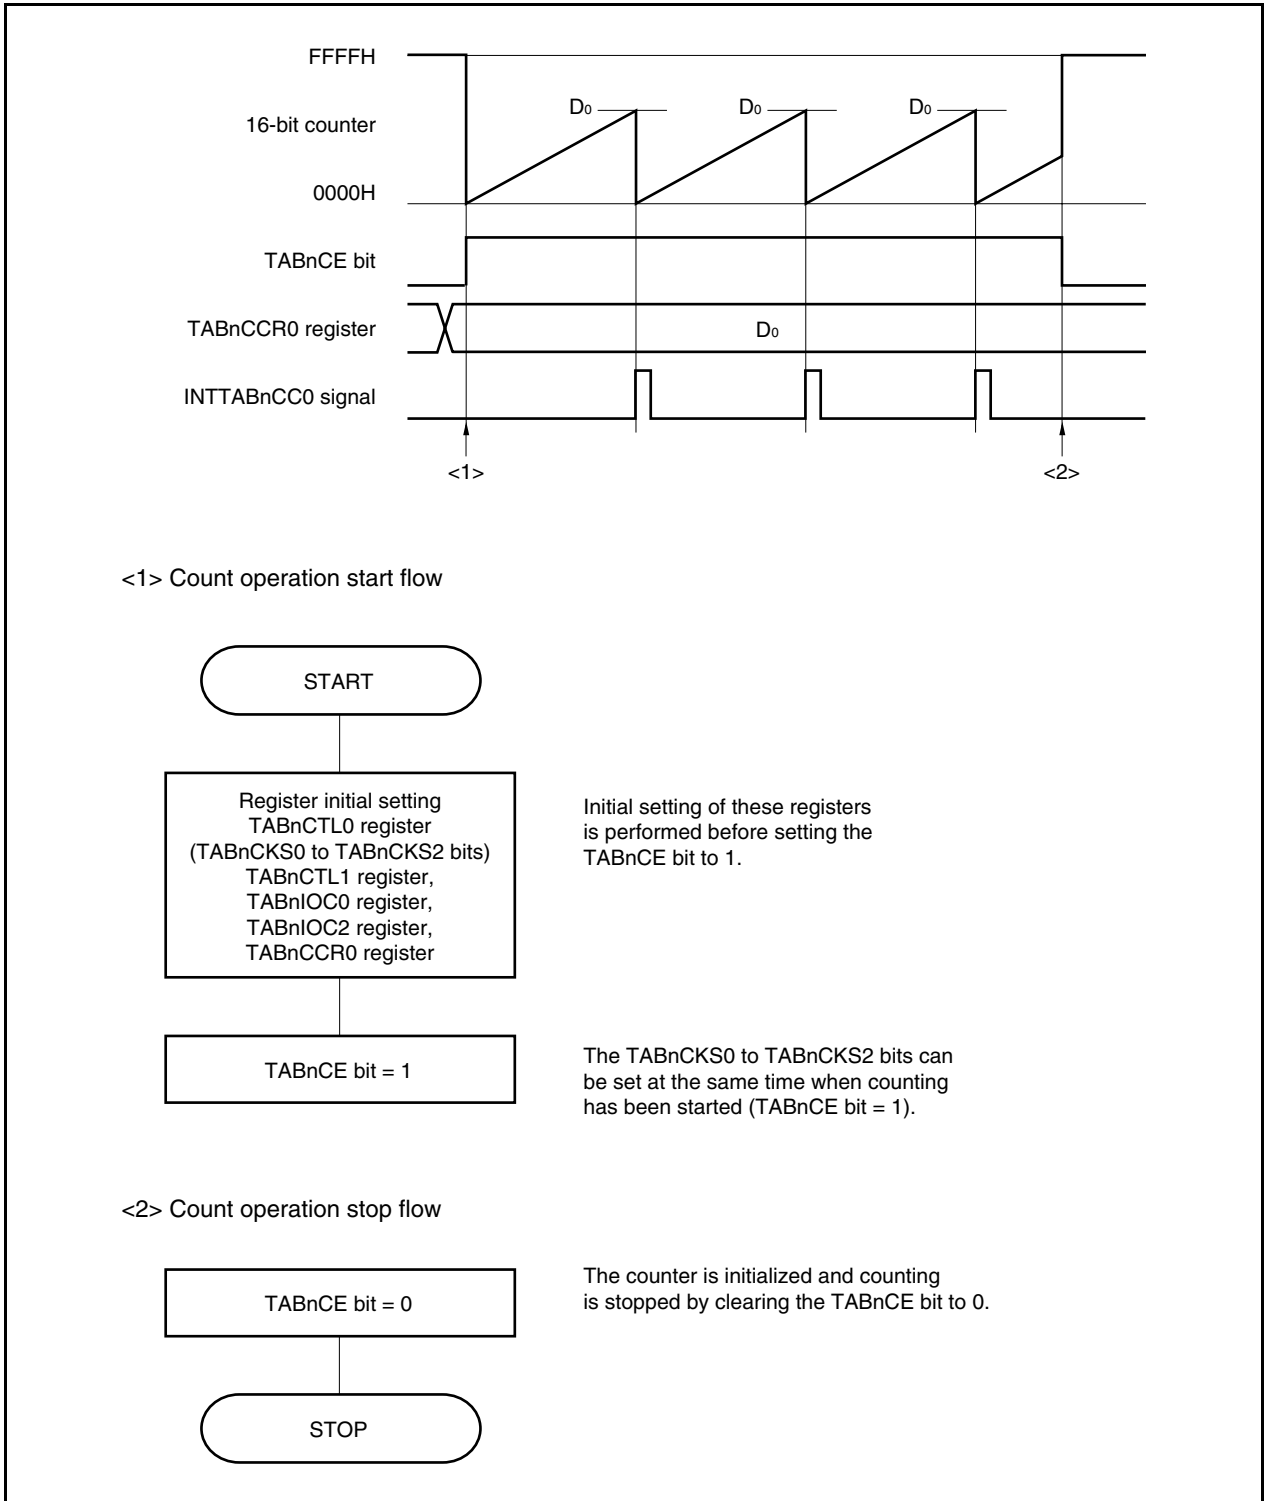 FFFFH
D0 D0 D0
16-bit counter
0000H
TABnCE bit
TABnCCR0 register D0
INTTABnCC0 signal
<1> <2>
<1> Count operation start flow
START
Register initial setting
TABnCTL0 register
(TABnCKS0 to TABnCKS2 bits)
TABnCTL1 register,
TABnIOC0 register,
TABnIOC2 register,
TABnCCR0 register
Initial setting of these registers
is performed before setting the
TABnCE bit to 1.
TABnCE bit = 1
The TABnCKS0 to TABnCKS2 bits can
be set at the same time when counting
has been started (TABnCE bit = 1).
<2> Count operation stop flow
TABnCE bit = 0
The counter is initialized and counting
is stopped by clearing the TABnCE bit to 0.
STOP